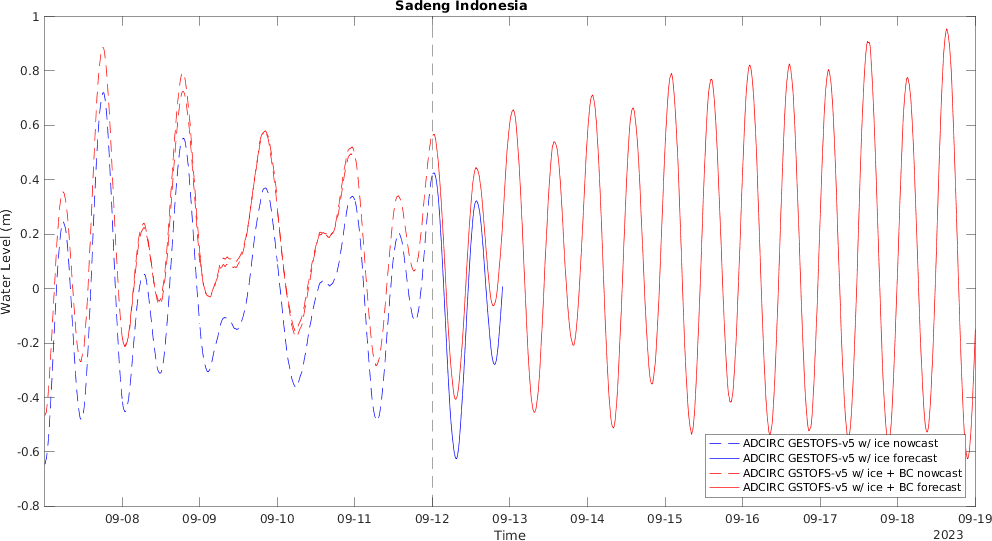 Sadeng Indonesia
1
0.8
0.6
0.4
0.2
0
-0.2
-0.4
-0.6
-0.8
Water Level (m)
ADCIRC GESTOFS-v5 w/ ice nowcast
ADCIRC GESTOFS-v5 w/ ice forecast
ADCIRC GSTOFS-v5 w/ ice + BC nowcast
ADCIRC GSTOFS-v5 w/ ice + BC forecast
09-08 09-09 09-10 09-11 09-12 09-13 09-14 09-15 09-16 09-17 09-18 09-19
Time
2023